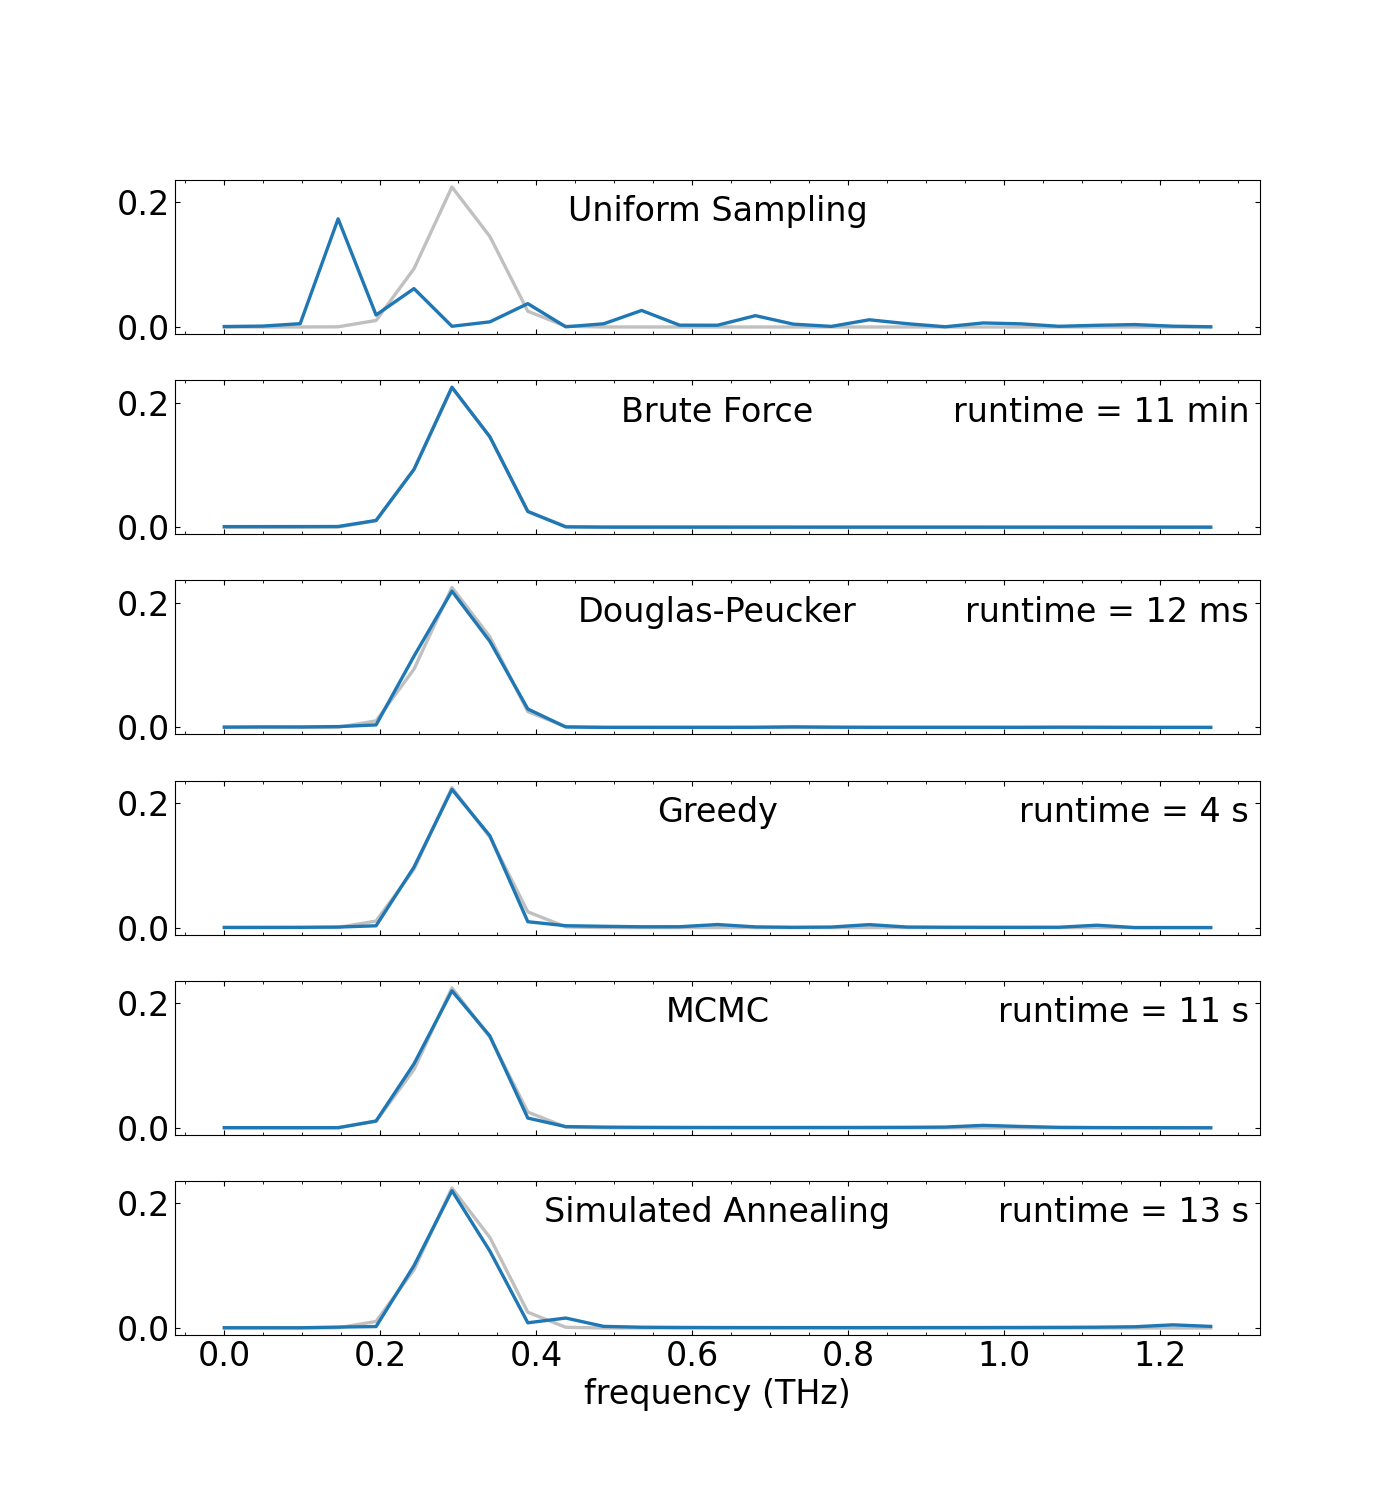 0.2
Uniform Sampling
0.0
0.2
Brute Force
runtime = 11 min
0.0
0.2
Douglas-Peucker
runtime = 12 ms
0.0
0.2
Greedy
runtime = 4 s
0.0
0.2
MCMC
runtime = 11 s
0.0
0.2
Simulated Annealing
runtime = 13 s
0.0
0.0 0.2 0.4 0.6 0.8 1.0 1.2
frequency (THz)